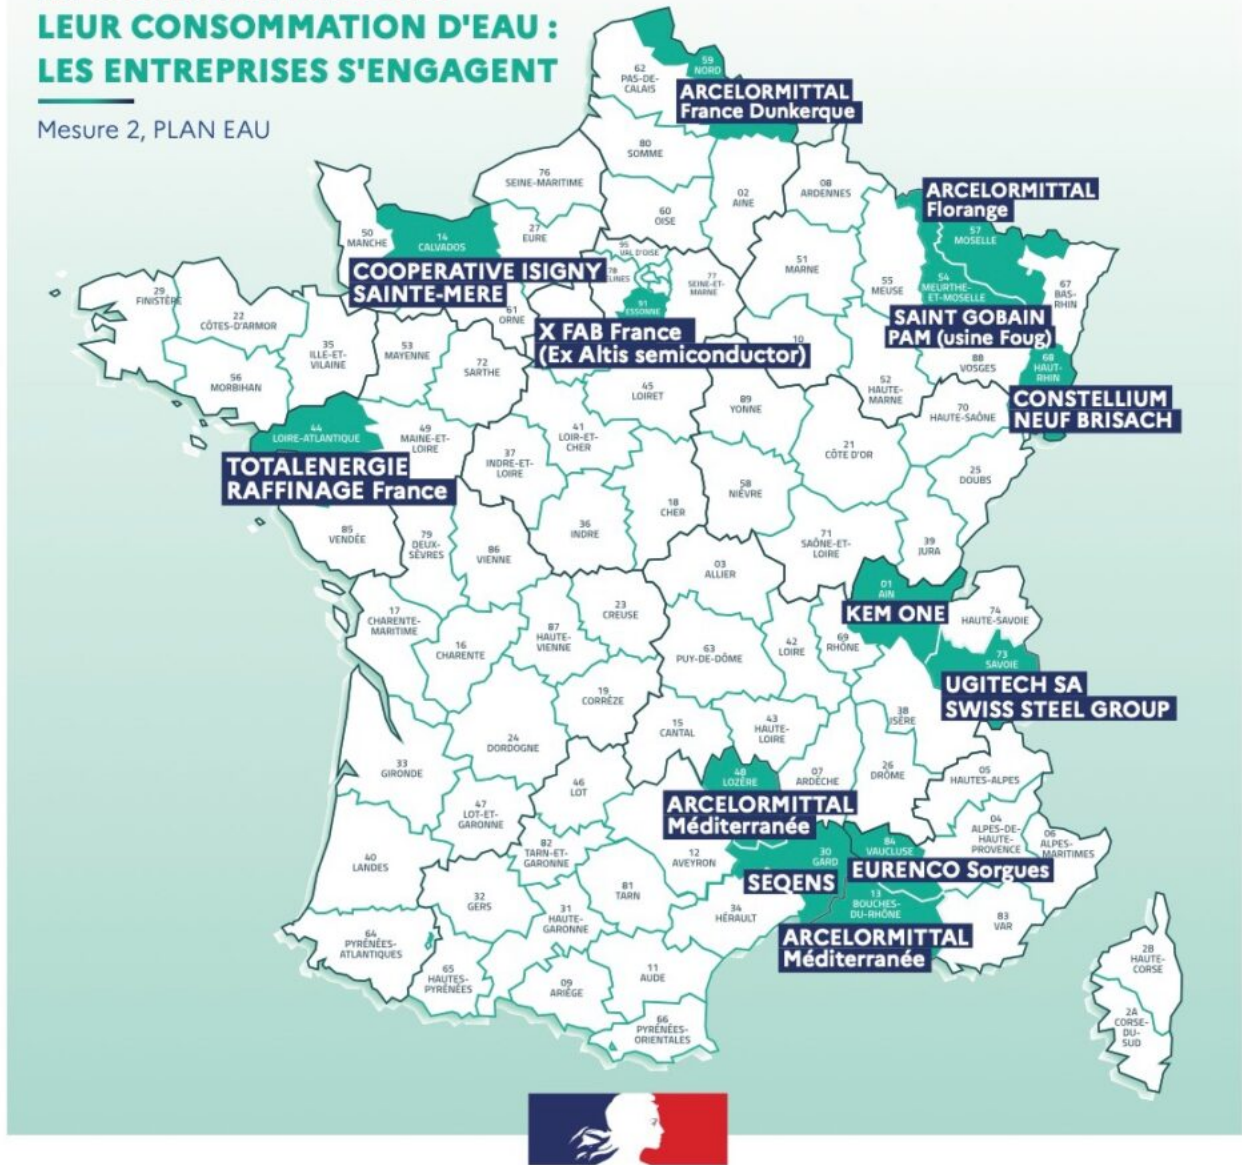 LEUR CONSOMMATION D'EAU :
LES ENTREPRISES S'ENGAGENT
Mesure 2, PLAN EAU
59
NORD
62
PAS-DE-
CALAIS
ARCELORMITTAL
France Dunkerque
80
SOMME
76
SEINE-MARITIME
02
AINE
08
ARDENNES
60
OISE
ARCELORMITTAL
Florange
57
MOSELLE
50
MANCHE
14
CALVADOS
27
EURE
95
VAL D'OISE
78
77
SEINE-ET-
MARNE
51
MARNE
55
MEUSE
54
MEURTHE-
ET-MOSELLE
67
BAS-
RHIN
COOPERATIVE ISIGNY
SAINTE-MERE
91
ESSONNE
61
ORNE
29
FINISTÈRE
22
CÔTES-D'ARMOR
35
ILLE-ET-
VILAINE
53
MAYENNE
72
SARTHE
X FAB France
(Ex Altis semiconductor)
10
SAINT GOBAIN
PAM (usine Foug)
88
VOSGES
68
HAUT-
RHIN
56
MORBIHAN
45
LOIRET
89
YONNE
52
HAUTE-
MARNE
70
HAUTE-SAÔNE
CONSTELLIUM
NEUF BRISACH
44
LOIRE-ATLANTIQUE
49
MAINE-ET-
LOIRE
41
LOIR-ET-
CHER
37
INDRE-ET-
LOIRE
21
CÔTE D'OR
25
DOUBS
TOTALENERGIE
RAFFINAGE France
58
NIÈVRE
18
CHER
36
INDRE
85
VENDÉE
79
DEUX-
SÈVRES
86
VIENNE
71
SAÔNE-ET-
LOIRE
39
JURA
03
ALLIER
01
AIN
KEM ONE
74
HAUTE-SAVOIE
17
CHARENTE-
MARITIME
16
CHARENTE
87
HAUTE-
VIENNE
23
CREUSE
63
PUY-DE-DÔME
42
LOIRE
69
RHÔNE
73
SAVOIE
UGITECH SA
SWISS STEEL GROUP
19
CORRÈZE
15
CANTAL
43
HAUTE-
LOIRE
38
ISÈRE
24
DORDOGNE
33
GIRONDE
46
LOT
48
LOZÈRE
07
ARDÈCHE
26
DRÔME
05
HAUTES-ALPES
47
LOT-ET-
GARONNE
ARCELORMITTAL
Méditerranée
04
ALPES-DE-
HAUTE-
PROVENCE
06
ALPES-
MARITIMES
40
LANDES
82
TARN-ET-
GARONNE
12
AVEYRON
30
GARD
84
VAUCLUSE
EURENCO Sorgues
SEQENS
32
GERS
81
TARN
31
HAUTE-
GARONNE
34
HÉRAULT
13
BOUCHES-
DU-RHÔNE
83
VAR
ARCELORMITTAL
Méditerranée
64
PYRÉNÉES-
ATLANTIQUES
65
HAUTES-
PYRÉNÉES
09
ARIÈGE
11
AUDE
66
PYRÉNÉES-
ORIENTALES
2B
HAUTE-
CORSE
2A
CORSE-
DU-
SUD